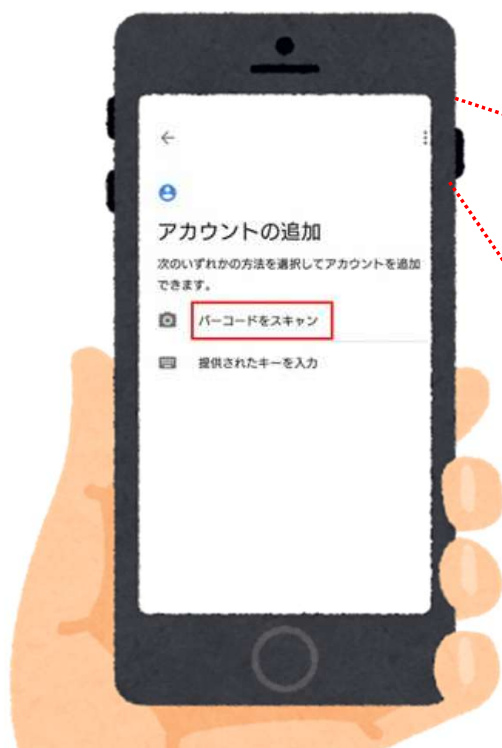 アカウントの追加
次のいずれかの方法を選択してアカウントを追加
できます。
バーコードをスキャン
提供されたキーを入力